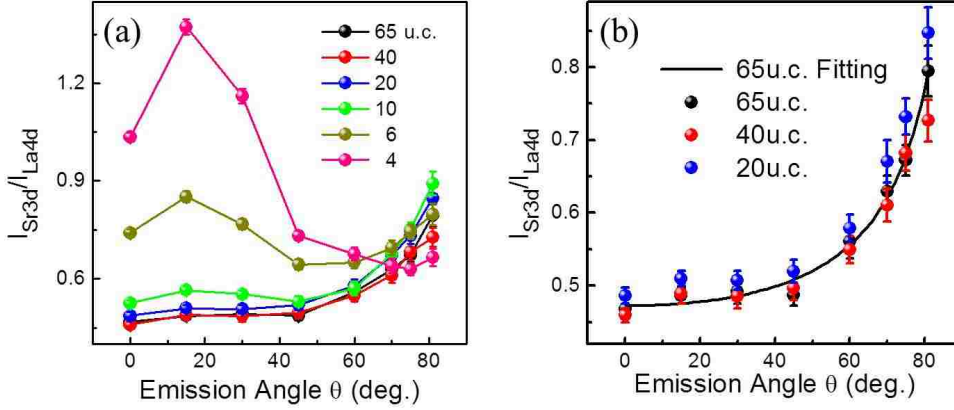 (a)
65 u.c.
40
20
10
6
4
1.2
0.9
0.6
I_Sr3d/I_La4d
0 20 40 60 80
Emission Angle θ (deg.)
(b)
65u.c. Fitting
65u.c.
40u.c.
20u.c.
0.8
0.7
0.6
0.5
0.4
I_Sr3d/I_La4d
0 20 40 60 80
Emission Angle θ (deg.)